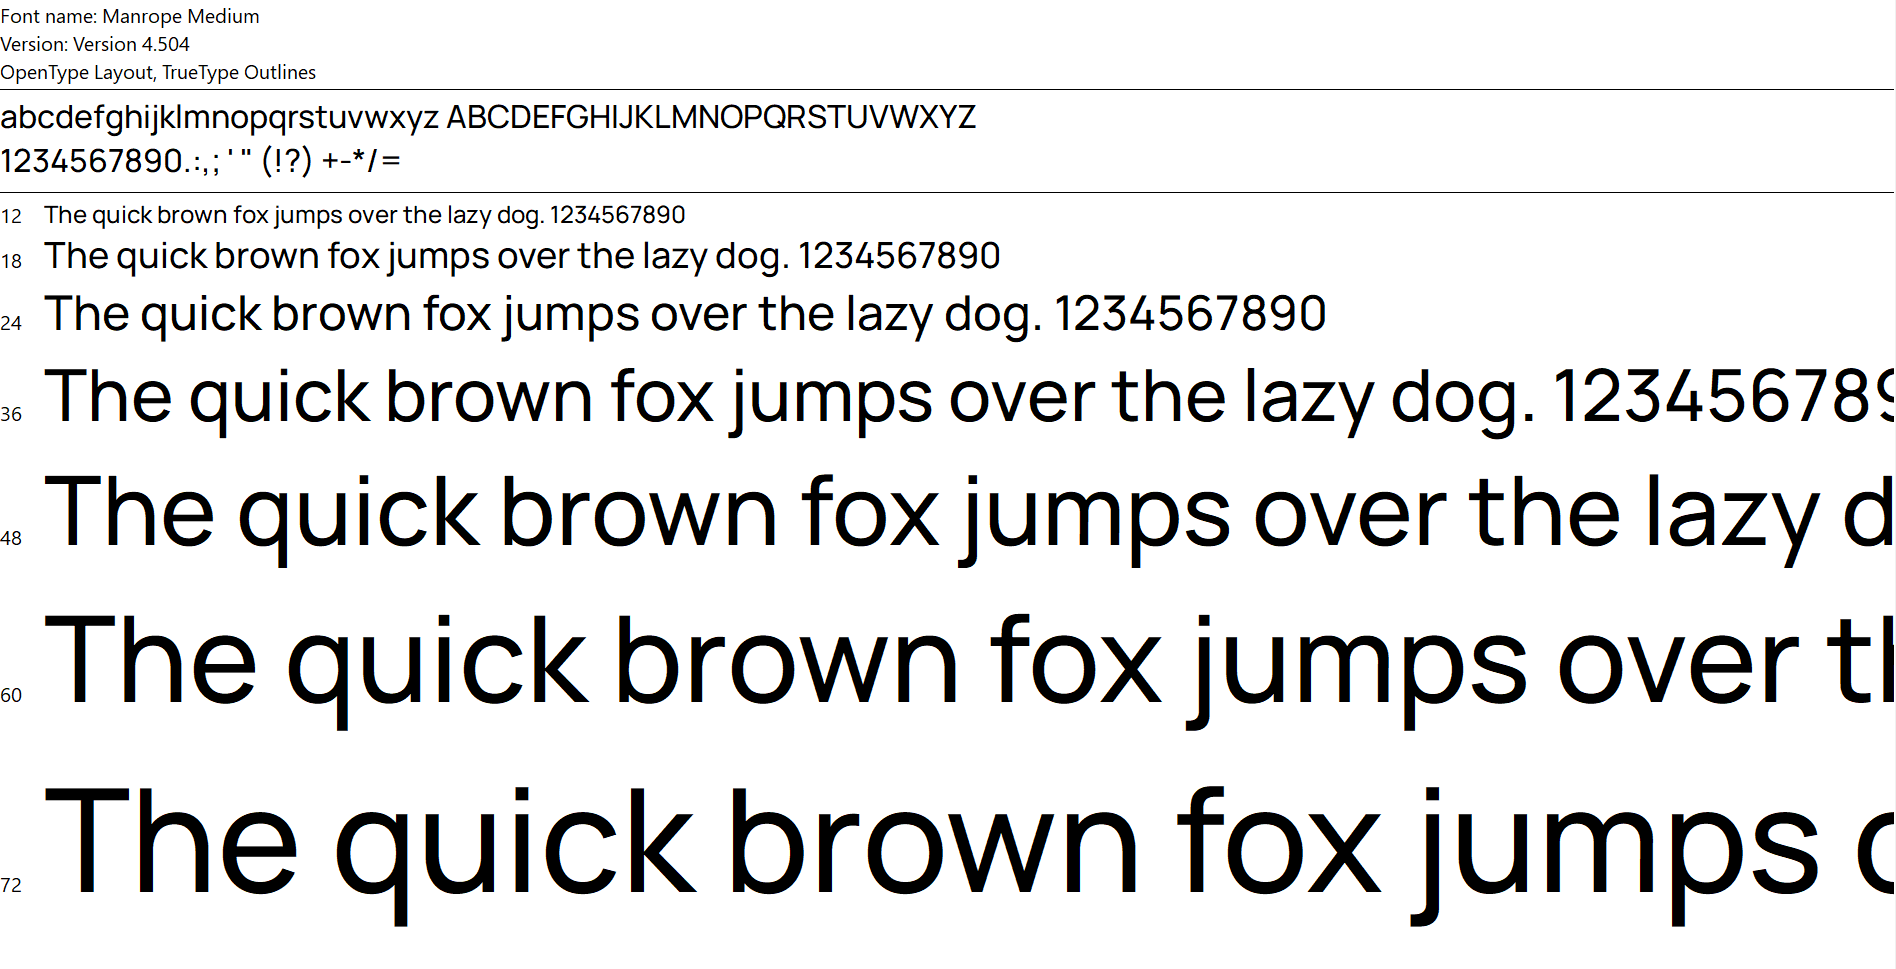 Font name: Manrope Medium
Version: Version 4.504
OpenType Layout, TrueType Outlines
abcdefghijklmnopqrstuvwxyz ABCDEFGHIJKLMNOPQRSTUVWXYZ
1234567890.:,; ' " (!?) +-*/=
12 The quick brown fox jumps over the lazy dog. 1234567890
18 The quick brown fox jumps over the lazy dog. 1234567890
24 The quick brown fox jumps over the lazy dog. 1234567890
36 The quick brown fox jumps over the lazy dog. 123456789
48 The quick brown fox jumps over the lazy d
60 The quick brown fox jumps over th
72 The quick brown fox jumps o